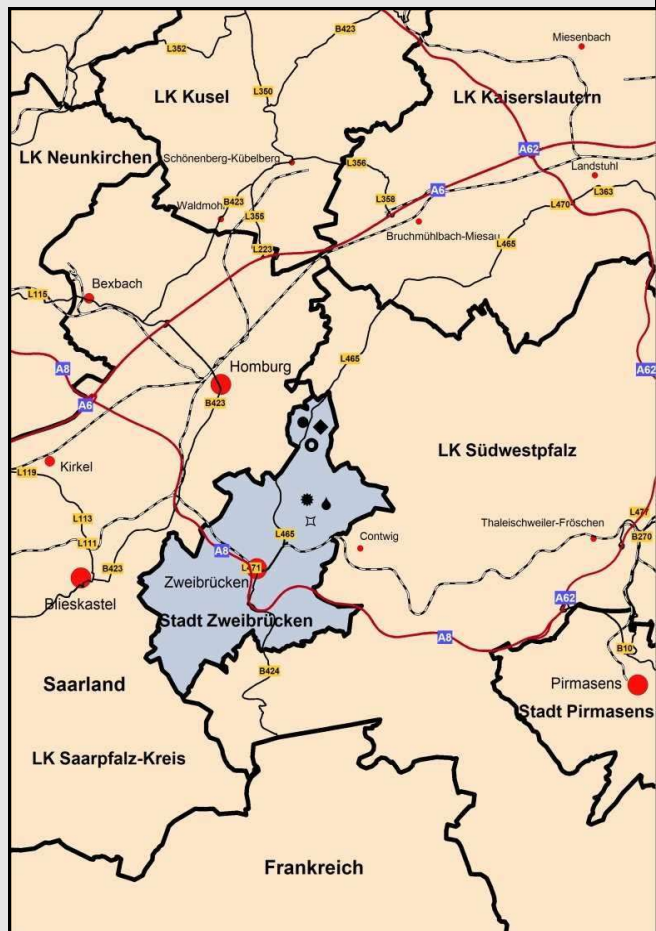 B423
Miesenbach
L352
LK Kusel
L350
LK Kaiserslautern
A62
LK Neunkirchen
Schönenberg-Kübelberg
L356
Landstuhl
A6
L363
Waldmohr
B423
L358
L470
L355
Bruchmühlbach-Miesau
L465
L223
Bexbach
L115
A8
L465
Homburg
A62
A6
B423
LK Südwestpfalz
Kirkel
L119
L477
L113
Thaleischweiler-Fröschen
L465
Contwig
B270
L111
A8
B423
Zweibrücken
L471
Blieskastel
A62
Stadt Zweibrücken
A8
B10
B424
Saarland
Pirmasens
Stadt Pirmasens
LK Saarpfalz-Kreis
Frankreich